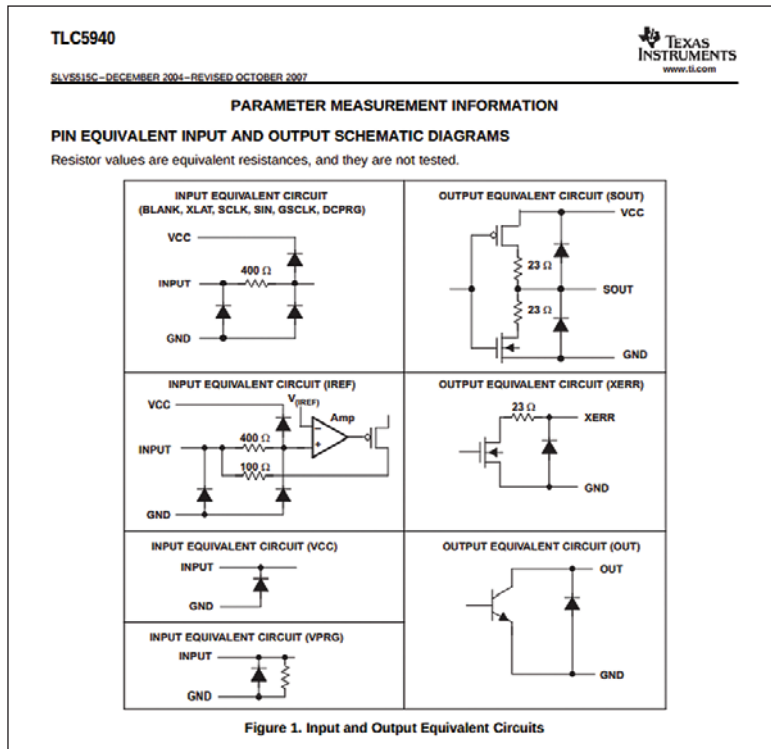 TLC5940
TEXAS
INSTRUMENTS
www.ti.com
SLVS515C–DECEMBER 2004–REVISED OCTOBER 2007
PARAMETER MEASUREMENT INFORMATION
PIN EQUIVALENT INPUT AND OUTPUT SCHEMATIC DIAGRAMS
Resistor values are equivalent resistances, and they are not tested.
INPUT EQUIVALENT CIRCUIT
(BLANK, XLAT, SCLK, SIN, GSCLK, DCPRG)
VCC
400 Ω
INPUT
GND
OUTPUT EQUIVALENT CIRCUIT (SOUT)
VCC
23 Ω
SOUT
23 Ω
GND
INPUT EQUIVALENT CIRCUIT (IREF)
V(IREF)
VCC
Amp
400 Ω
INPUT
100 Ω
GND
OUTPUT EQUIVALENT CIRCUIT (XERR)
23 Ω
XERR
GND
INPUT EQUIVALENT CIRCUIT (VCC)
INPUT
GND
OUTPUT EQUIVALENT CIRCUIT (OUT)
OUT
GND
INPUT EQUIVALENT CIRCUIT (VPRG)
INPUT
GND
Figure 1. Input and Output Equivalent Circuits